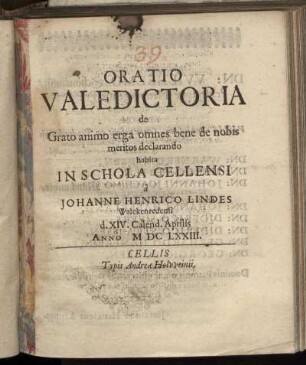 39
ORATIO
VALEDICTORIA
de
Grato animo erga omnes bene de nobis
meritos declarando
habita
IN SCHOLA CELLENSI
à
JOHANNE HENRICO LINDES
Walckenredensi
d. XIV. Calend. Aprilis
ANNO M DC LXXIII.
CELLIS
Typis Andreæ Holweinii,